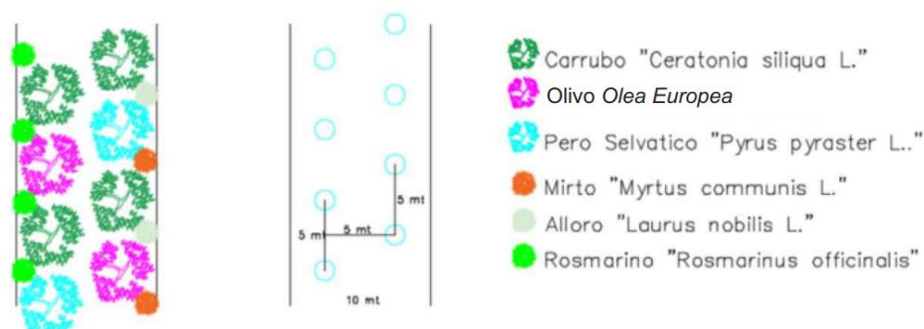 Carrubo "Ceratonia siliqua L."
Olivo Olea Europea
Pero Selvatico "Pyrus pyraster L.."
Mirto "Myrtus communis L."
Alloro "Laurus nobilis L."
Rosmarino "Rosmarinus officinalis"
5 mt
5 mt
5 mt
10 mt